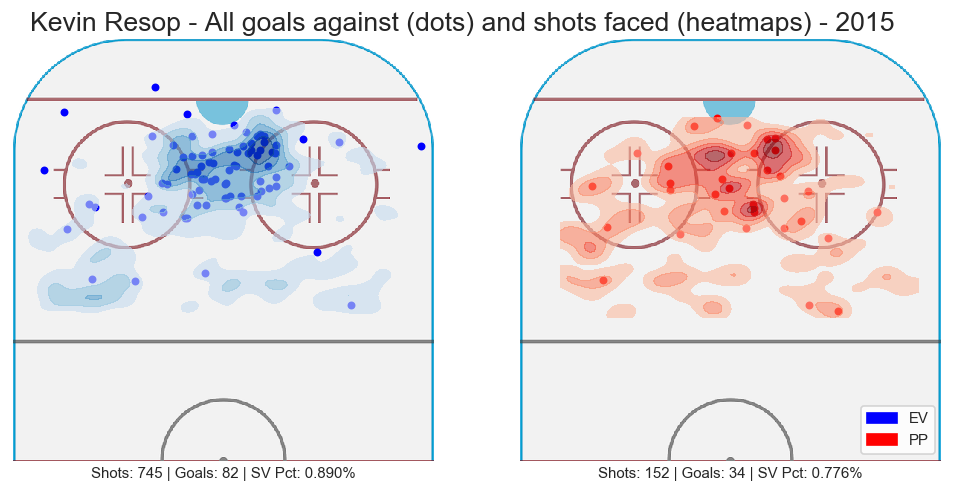 Kevin Resop - All goals against (dots) and shots faced (heatmaps) - 2015
EV
PP
Shots: 745 | Goals: 82 | SV Pct: 0.890%
Shots: 152 | Goals: 34 | SV Pct: 0.776%